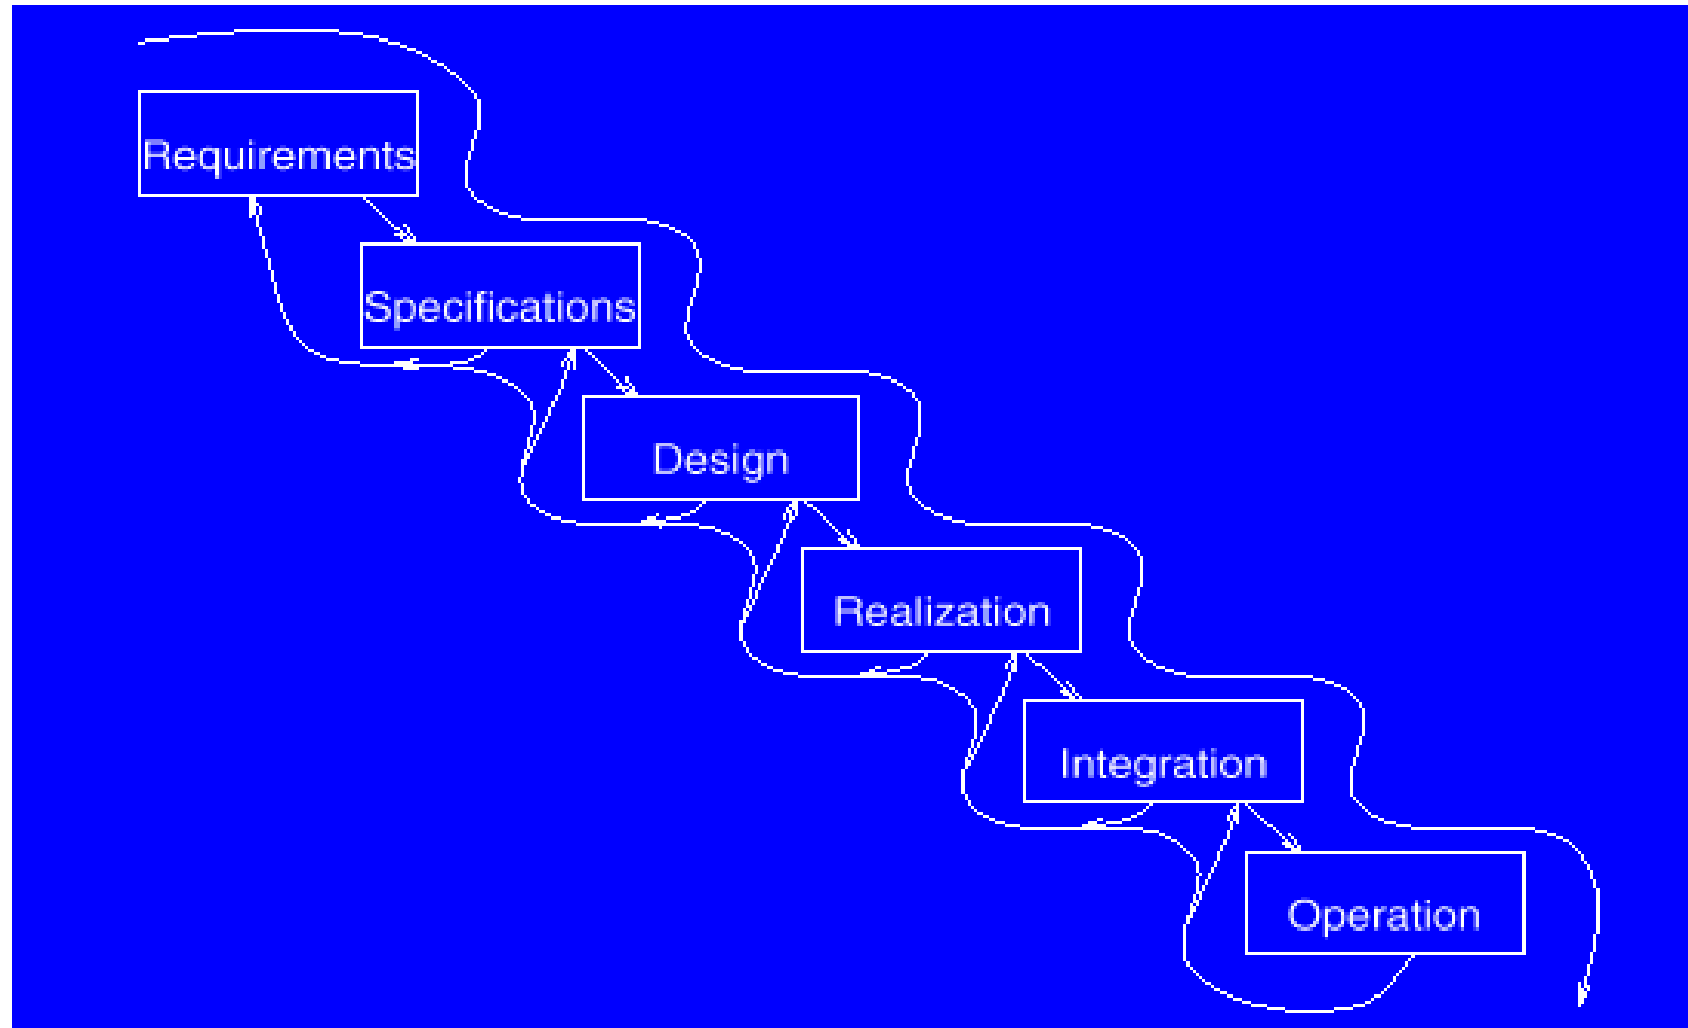 Requirements
Specifications
Design
Realization
Integration
Operation